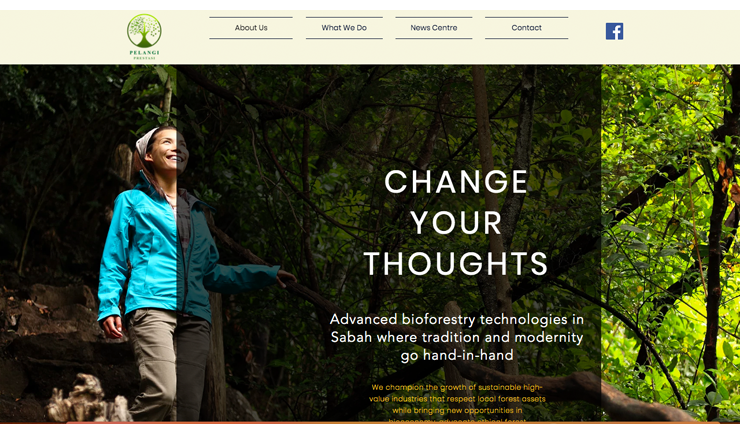 About Us
What We Do
News Centre
Contact
PELANGI
PRESTASI
CHANGE
YOUR
THOUGHTS
Advanced bioforestry technologies in
Sabah where tradition and modernity
go hand-in-hand
We champion the growth of sustainable high-
value industries that respect local forest assets
while bringing new opportunities in